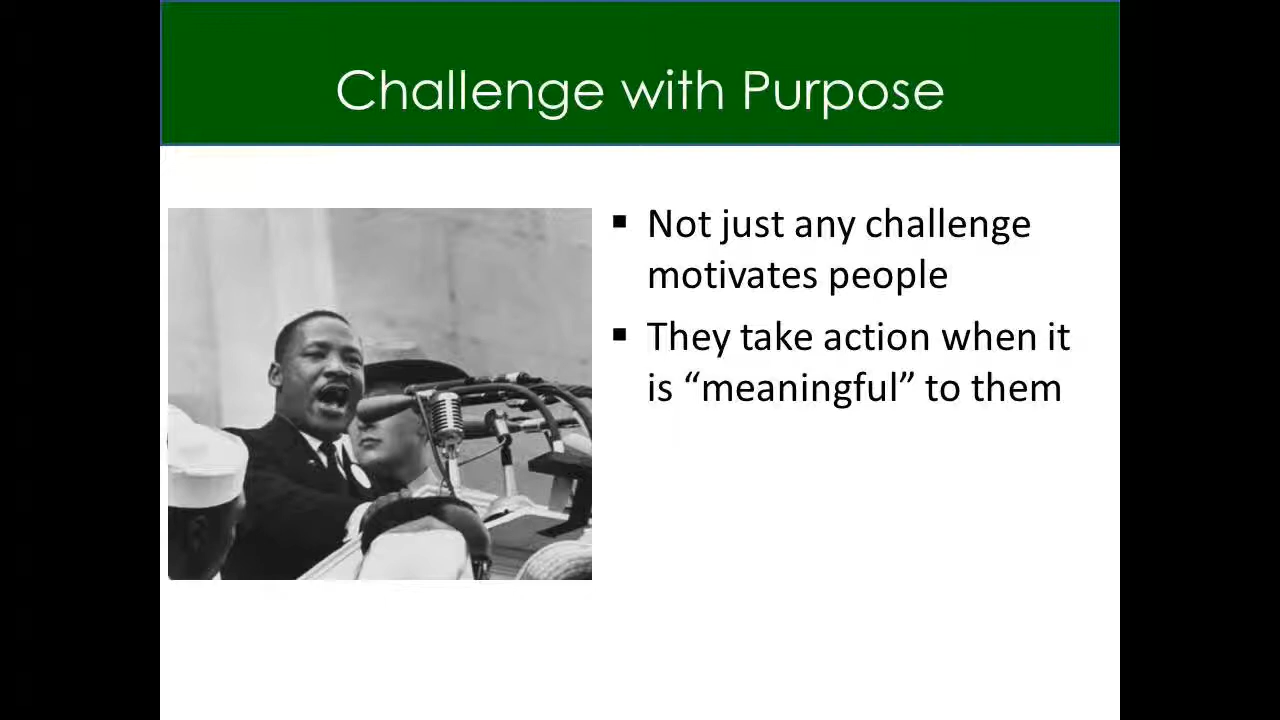 Challenge with Purpose
▪ Not just any challenge
motivates people
▪ They take action when it
is “meaningful” to them